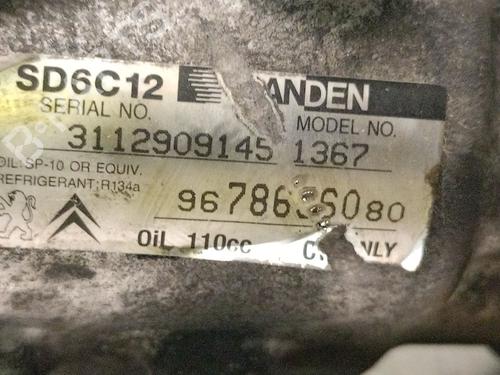 SD6C12 ANDEN
SERIAL NO. MODEL NO.
3112909145 1367
OIL:SP-10 OR EQUIV.
REFRIGERANT:R134a
OiL 110cc